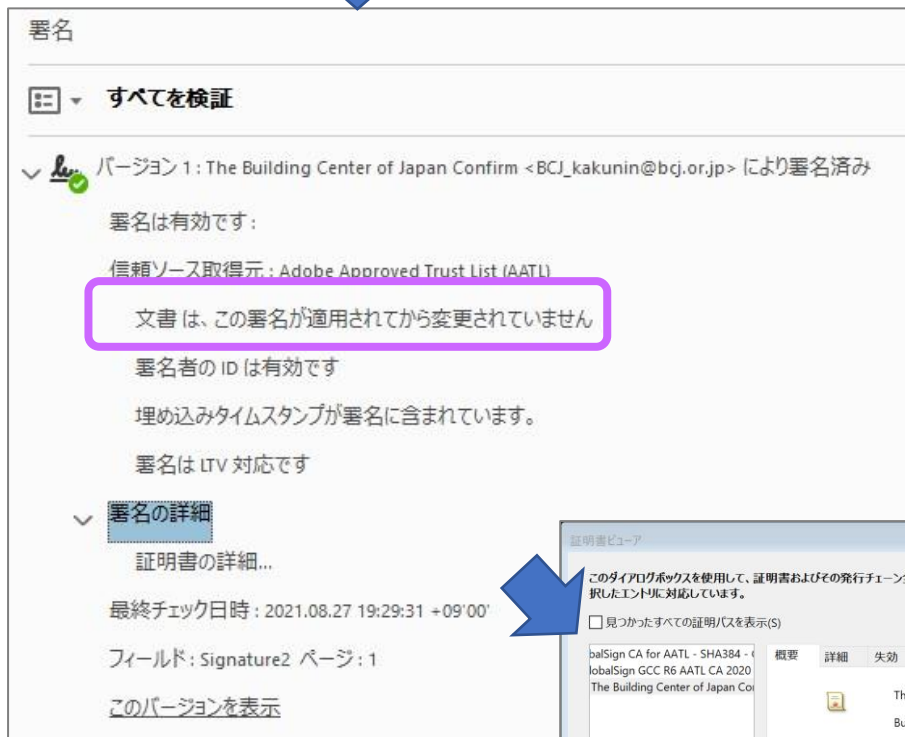 署名
すべてを検証
バージョン 1 : The Building Center of Japan Confirm <BCJ_kakunin@bcj.or.jp> により署名済み
署名は有効です :
信頼ソース取得元 : Adobe Approved Trust List (AATL)
文書 は、この署名が適用されてから変更されていません
署名者の ID は有効です
埋め込みタイムスタンプが署名に含まれています。
署名は LTV 対応です
署名の詳細
証明書の詳細...
最終チェック日時 : 2021.08.27 19:29:31 +09'00'
フィールド : Signature2 ページ : 1
このバージョンを表示
証明書ビューア
このダイアログボックスを使用して、証明書およびその発行チェーン
択したエントリに対応しています。
見つかったすべての証明パスを表示(S)
balSign CA for AATL - SHA384 -
lobalSign GCC R6 AATL CA 2020
The Building Center of Japan
概要 詳細 失効